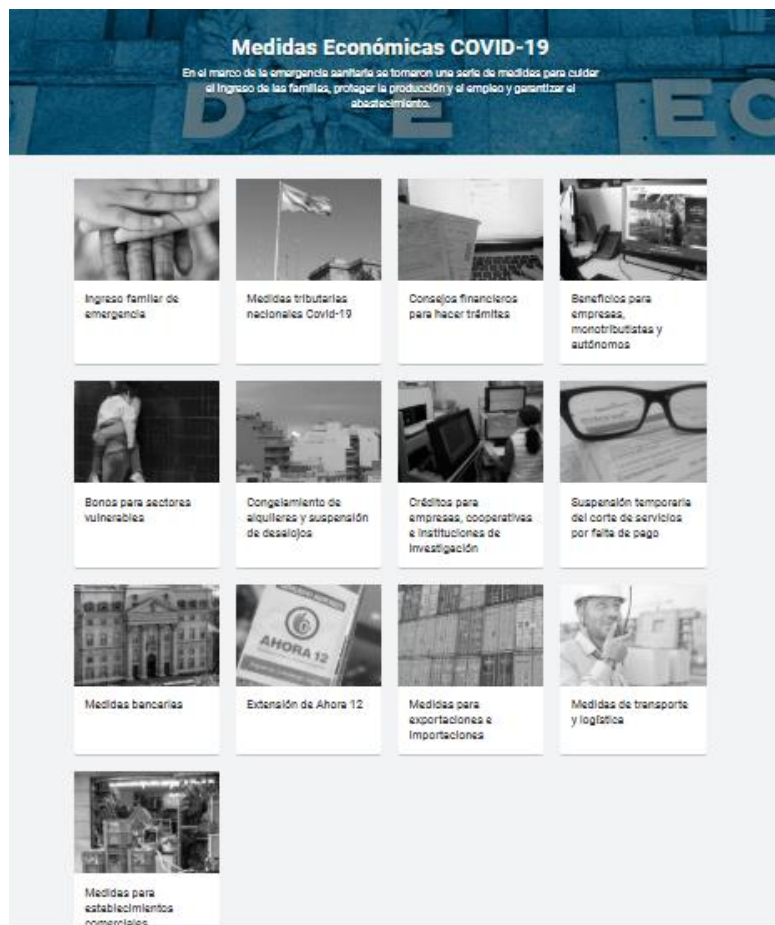 Medidas Económicas COVID-19
En el marco de la emergencia sanitaria se tomaron una serie de medidas para cuidar
el ingreso de las familias, proteger la producción y el empleo y garantizar el
abastecimiento.
D E EC
Ingreso familiar de
emergencia
Medidas tributarias
nacionales Covid-19
Consejos financieros
para hacer trámites
Beneficios para
empresas,
monotributistas y
autónomos
Bonos para sectores
vulnerables
Congelamiento de
alquileres y suspensión
de desalojos
Créditos para
empresas, cooperativas
e instituciones de
investigación
Suspensión temporaria
del corte de servicios
por falta de pago
AHORA 12
Medidas bancarias
Extensión de Ahora 12
Medidas para
exportaciones e
importaciones
Medidas de transporte
y logística
Medidas para
establecimientos
comerciales